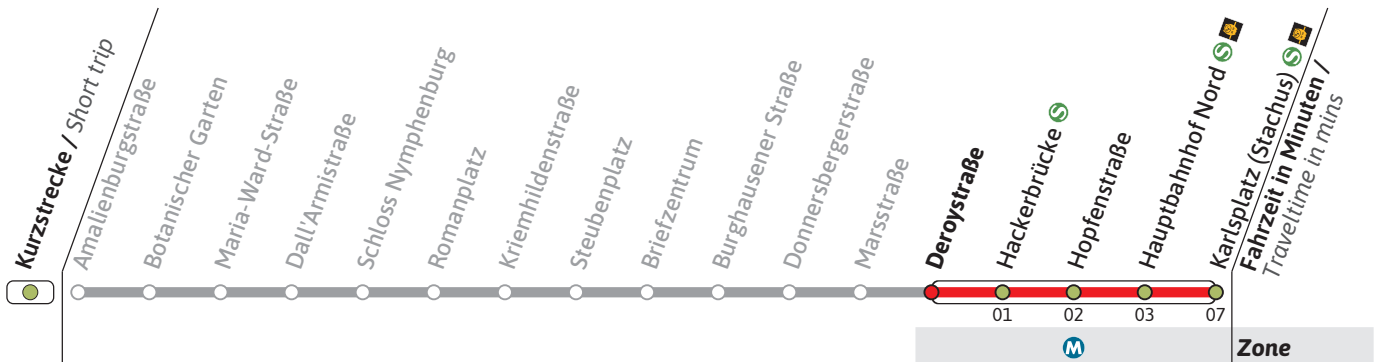 Kurzstrecke / Short trip
Amalienburgstraße
Botanischer Garten
Maria-Ward-Straße
Dall'Armistraße
Schloss Nymphenburg
Romanplatz
Kriemhildenstraße
Steubenplatz
Briefzentrum
Burghausener Straße
Donnersbergerstraße
Marsstraße
Deroystraße
Hackerbrücke S
Hopfenstraße
Hauptbahnhof Nord S
Karlsplatz (Stachus) S
Fahrzeit in Minuten /
Traveltime in mins
01 02 03 07
M Zone